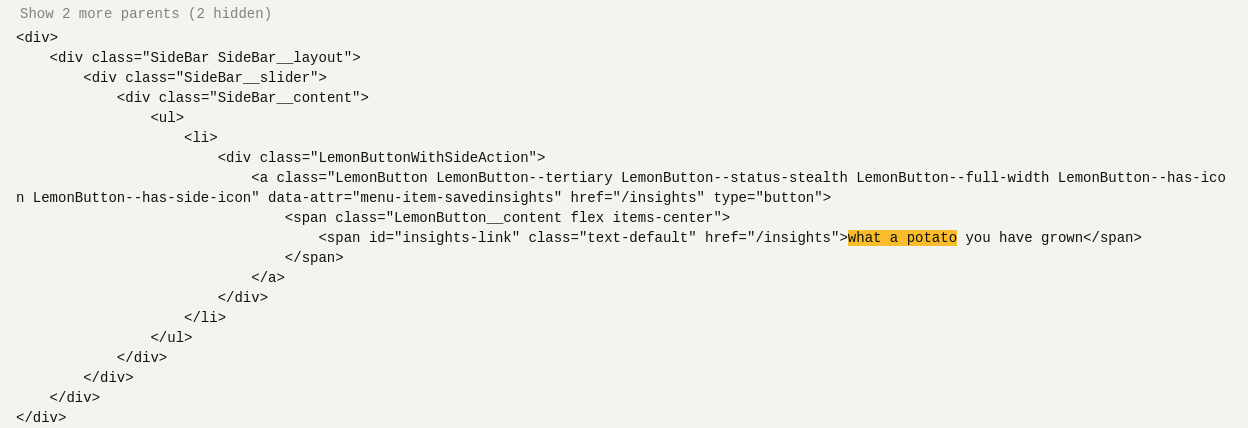 Show 2 more parents (2 hidden)
<div>
    <div class="SideBar SideBar__layout">
        <div class="SideBar__slider">
            <div class="SideBar__content">
                <ul>
                    <li>
                        <div class="LemonButtonWithSideAction">
                            <a class="LemonButton LemonButton--tertiary LemonButton--status-stealth LemonButton--full-width LemonButton--has-ico
n LemonButton--has-side-icon" data-attr="menu-item-savedinsights" href="/insights" type="button">
                                <span class="LemonButton__content flex items-center">
                                    <span id="insights-link" class="text-default" href="/insights">what a potato you have grown</span>
                                </span>
                            </a>
                        </div>
                    </li>
                </ul>
            </div>
        </div>
    </div>
</div>